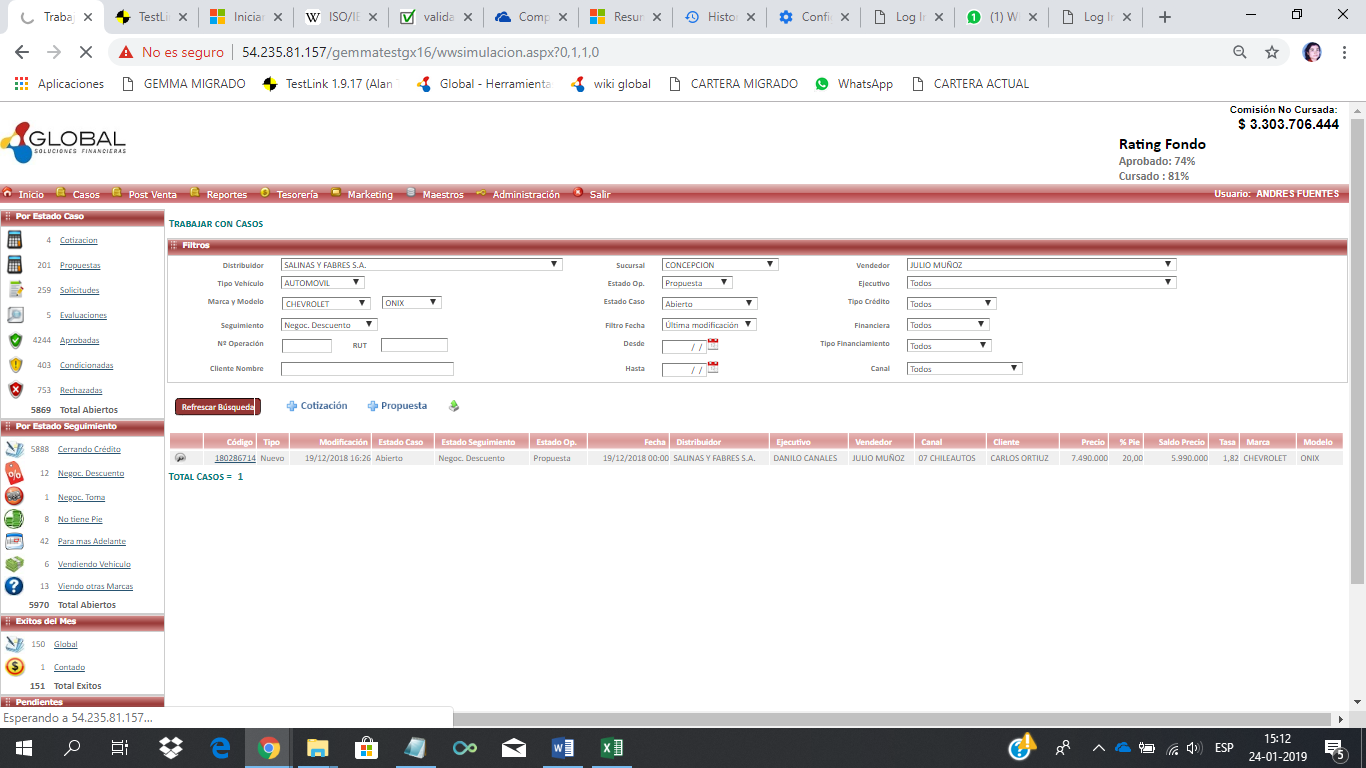 Trabaj
TestLin
Iniciar
ISO/IE
valida
Comp
Resum
Histor
Config
Log In
(1) W
Log In
No es seguro | 54.235.81.157/gemmatestgx16/wwsimulacion.aspx?0,1,1,0
Aplicaciones GEMMA MIGRADO TestLink 1.9.17 (Alan Global - Herramienta wiki global CARTERA MIGRADO WhatsApp CARTERA ACTUAL
Comisión No Cursada:
$ 3.303.706.444
GLOBAL
SOLUCIONES FINANCIERAS
Rating Fondo
Aprobado: 74%
Cursado : 81%
Inicio Casos Post Venta Reportes Tesorería Marketing Maestros Administración Salir Usuario: ANDRES FUENTES
Por Estado Caso
4 Cotizacion
201 Propuestas
259 Solicitudes
5 Evaluaciones
4244 Aprobadas
403 Condicionadas
753 Rechazadas
5869 Total Abiertos
Por Estado Seguimiento
5888 Cerrando Crédito
12 Negoc. Descuento
1 Negoc. Toma
8 No tiene Pie
42 Para mas Adelante
6 Vendiendo Vehículo
13 Viendo otras Marcas
5970 Total Abiertos
Exitos del Mes
150 Global
1 Contado
151 Total Exitos
Pendientes
Trabajar con Casos
Filtros
Distribuidor SALINAS Y FABRES S.A. Sucursal CONCEPCION Vendedor JULIO MUÑOZ
Tipo Vehículo AUTOMOVIL Estado Op. Propuesta Ejecutivo Todos
Marca y Modelo CHEVROLET ONIX Estado Caso Abierto Tipo Crédito Todos
Seguimiento Negoc. Descuento Filtro Fecha Última modificación Financiera Todos
Nº Operación RUT Desde / / Tipo Financiamiento Todos
Cliente Nombre Hasta / / Canal Todos
Refrescar Búsqueda Cotización Propuesta
Código Tipo Modificación Estado Caso Estado Seguimiento Estado Op. Fecha Distribuidor Ejecutivo Vendedor Canal Cliente Precio % Pie Saldo Precio Tasa Marca Modelo
180286714 Nuevo 19/12/2018 16:26 Abierto Negoc. Descuento Propuesta 19/12/2018 00:00 SALINAS Y FABRES S.A. DANILO CANALES JULIO MUÑOZ 07 CHILEAUTOS CARLOS ORTIUZ 7.490.000 20,00 5.990.000 1,82 CHEVROLET ONIX
Total Casos = 1
Esperando a 54.235.81.157...
ESP
15:12
24-01-2019
5